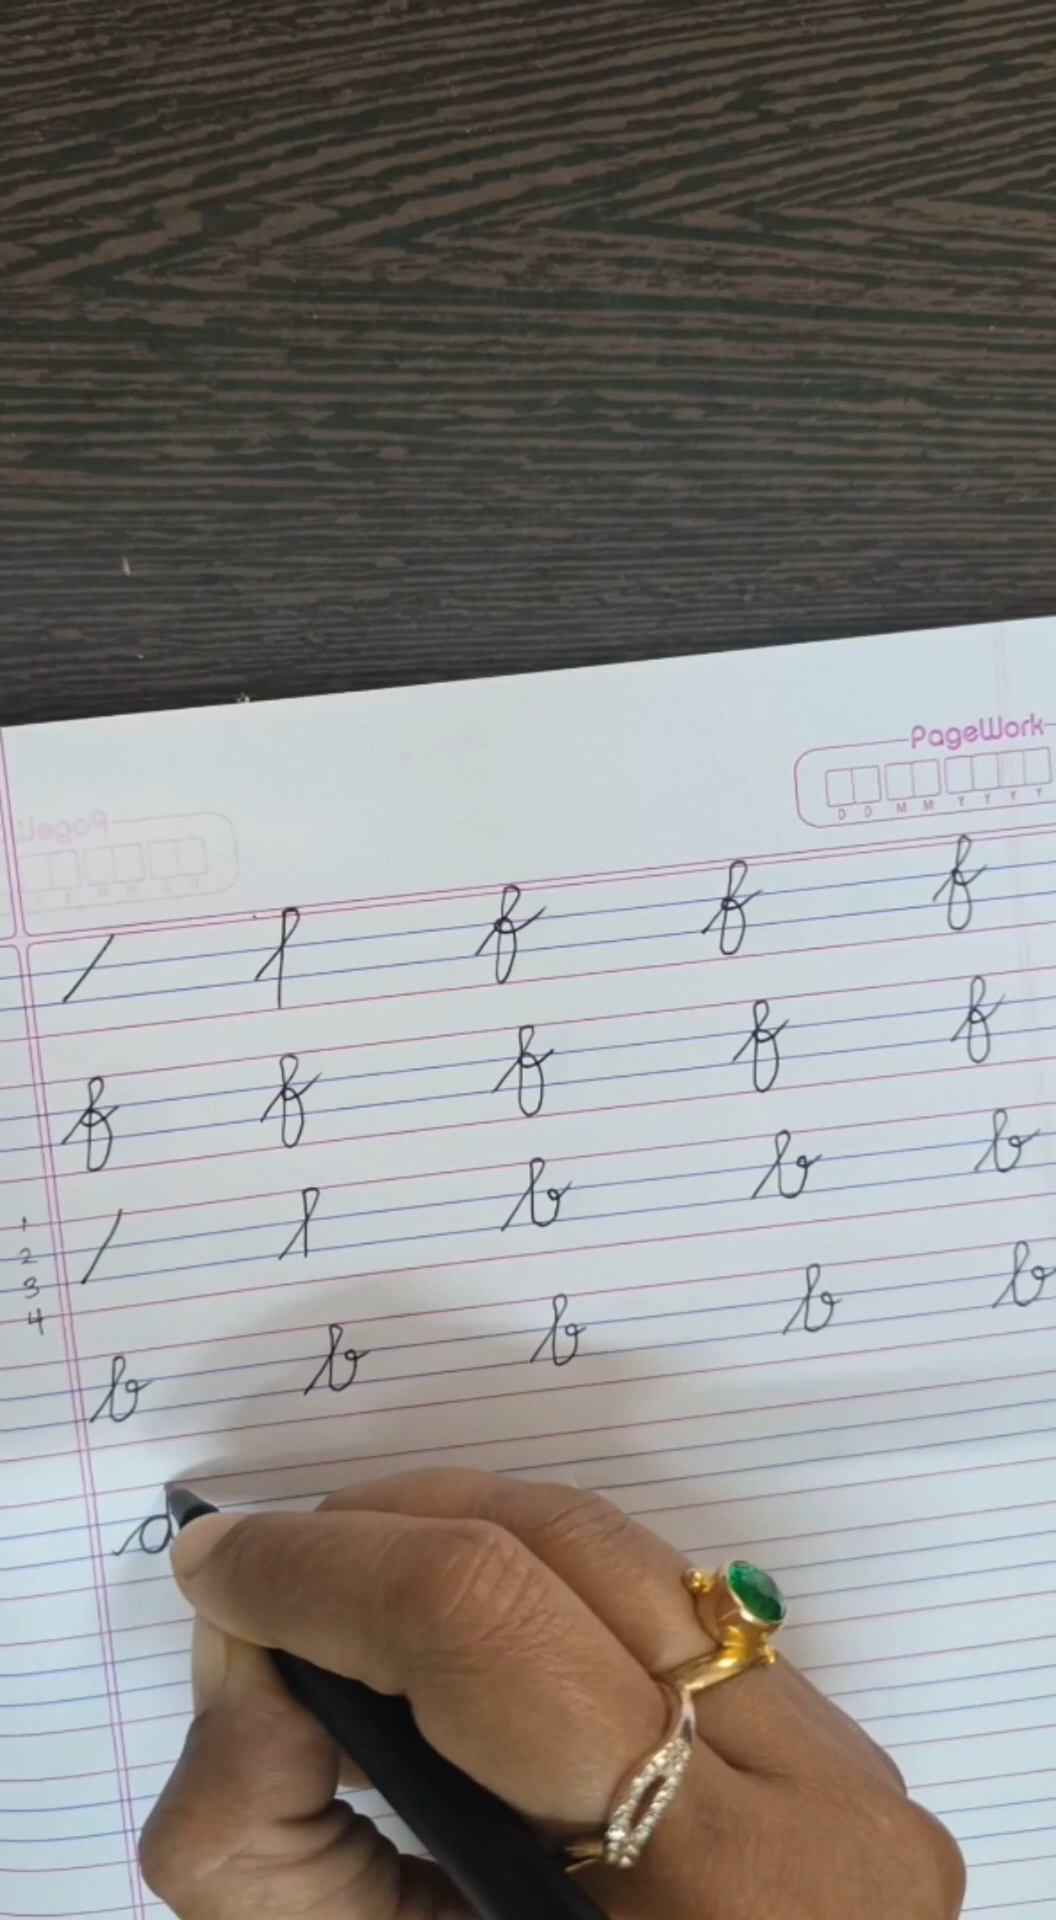 PageWork
D D M M Y Y Y Y
/ l f f f
f f f f f
1
2
3
4
/ l b b b
b b b b b
d